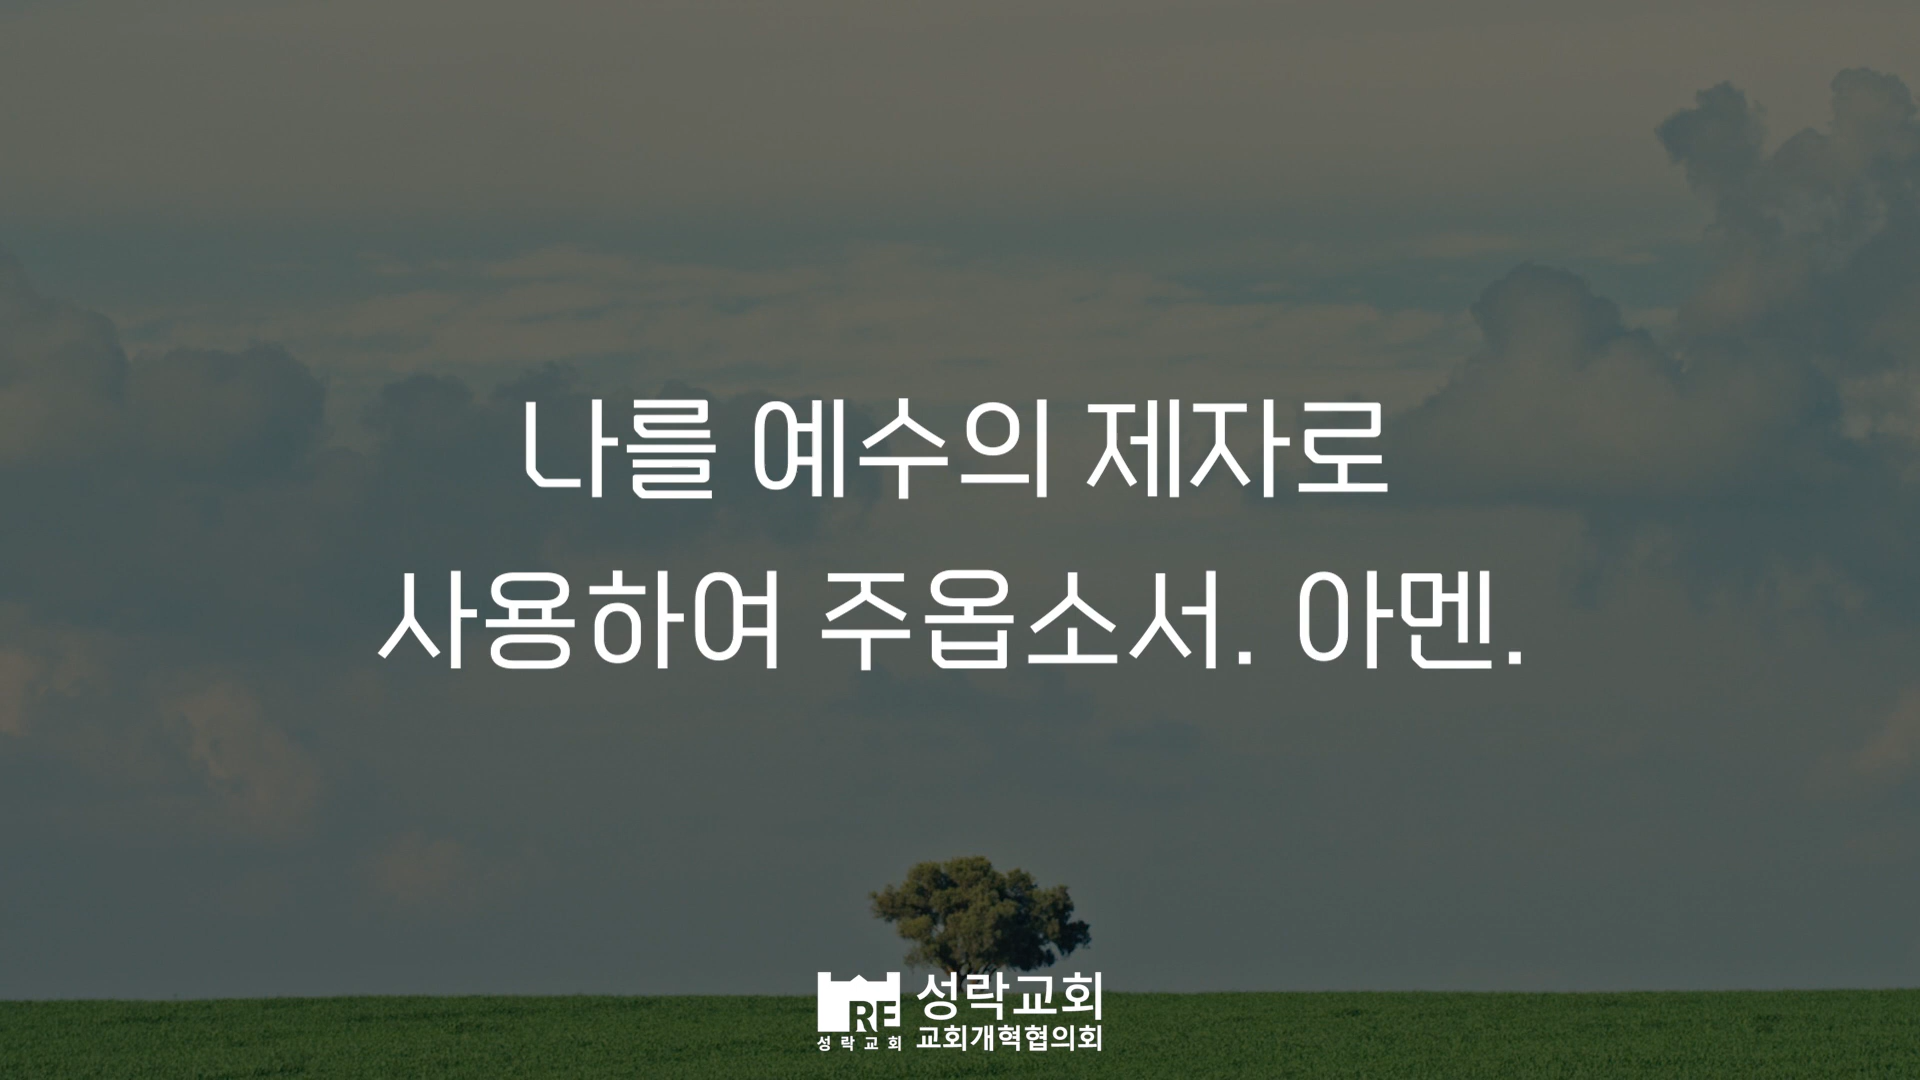 나를 예수의 제자로
사용하여 주옵소서. 아멘.
RE
성락교회
성락교회
교회개혁협의회